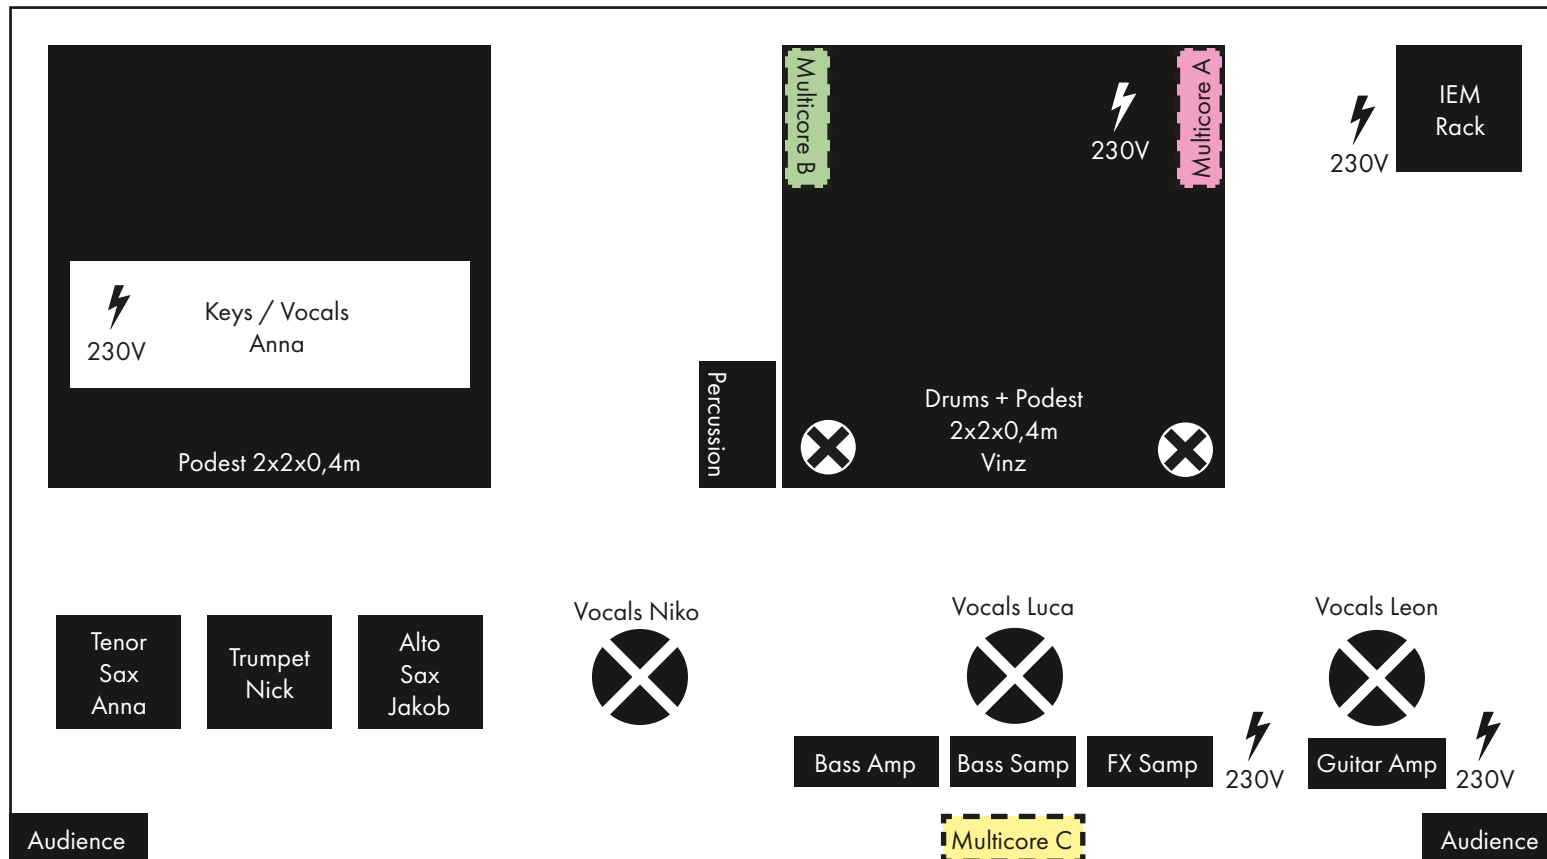 Multicore B
230V
Multicore A
230V
IEM
Rack
230V
Keys / Vocals
Anna
Podest 2x2x0,4m
Percussion
Drums + Podest
2x2x0,4m
Vinz
Tenor
Sax
Anna
Trumpet
Nick
Alto
Sax
Jakob
Vocals Niko
Vocals Luca
Vocals Leon
Bass Amp
Bass Samp
FX Samp
230V
Guitar Amp
230V
Audience
Multicore C
Audience